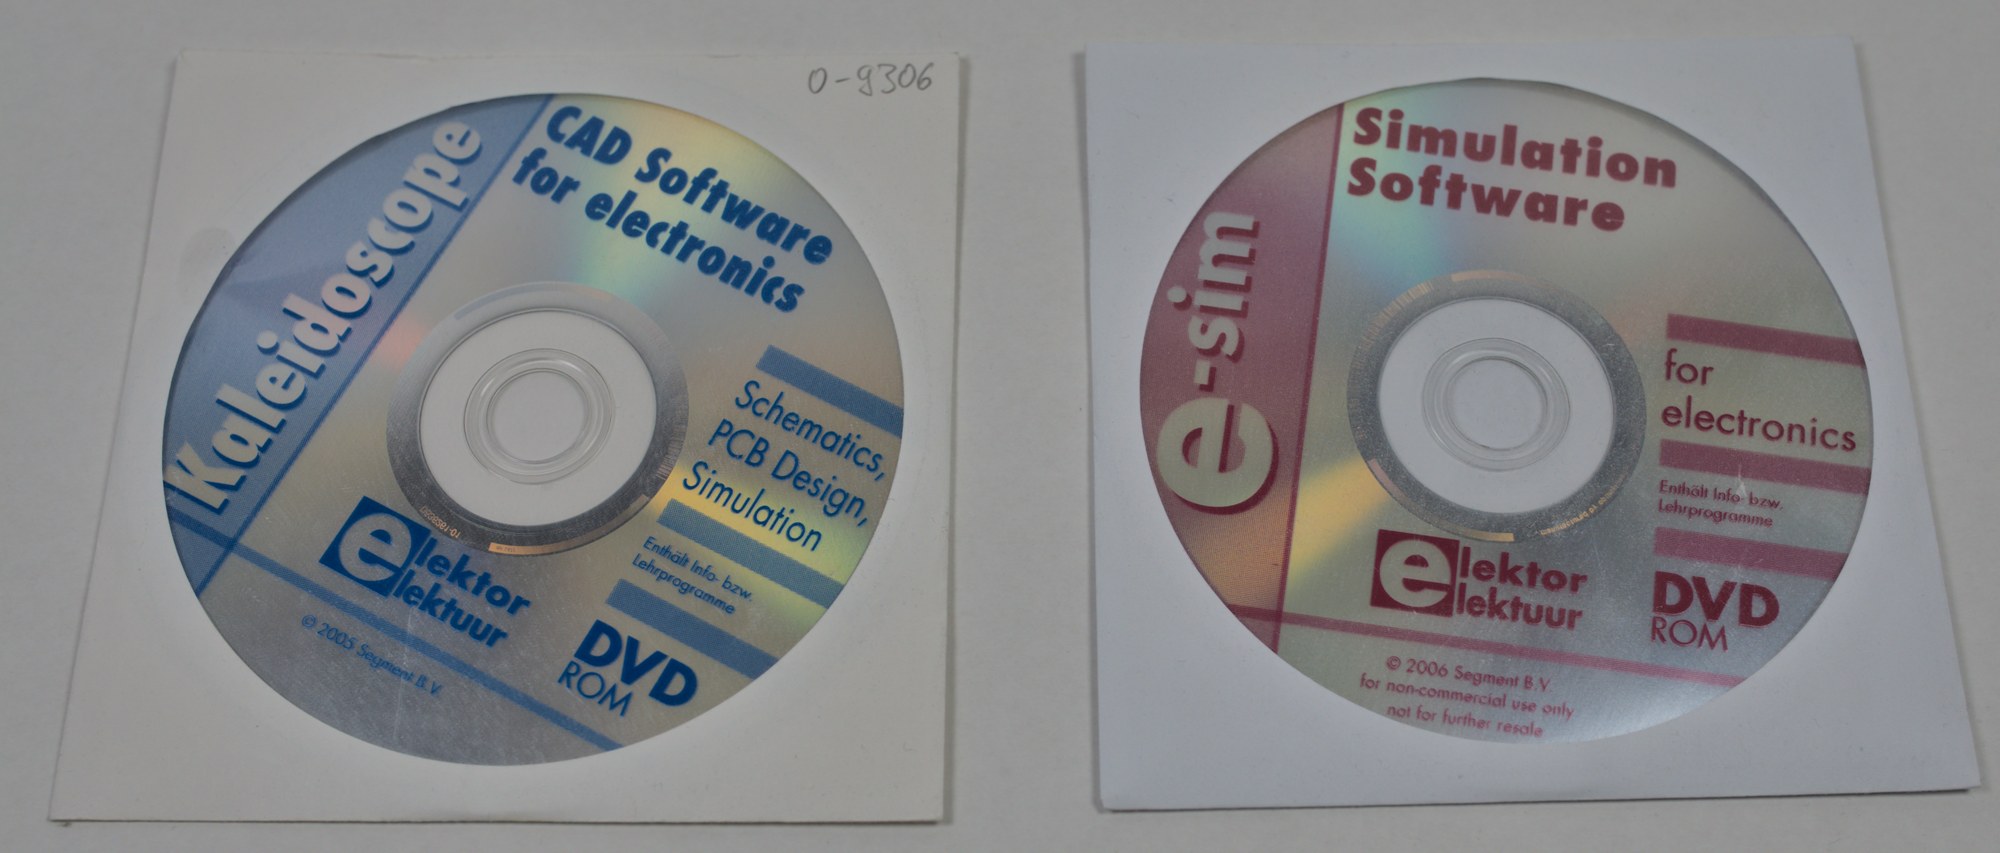 O-9306
Kaleidoscope
CAD Software
for electronics
Schematics,
PCB Design,
Simulation
Enthält Info- bzw.
Lehrprogramme
elektor
elektuur
DVD
ROM
© 2005 Segment B.V.
e-sim
Simulation
Software
for
electronics
Enthält Info- bzw.
Lehrprogramme
elektor
elektuur
DVD
ROM
© 2006 Segment B.V.
for non-commercial use only
not for further resale